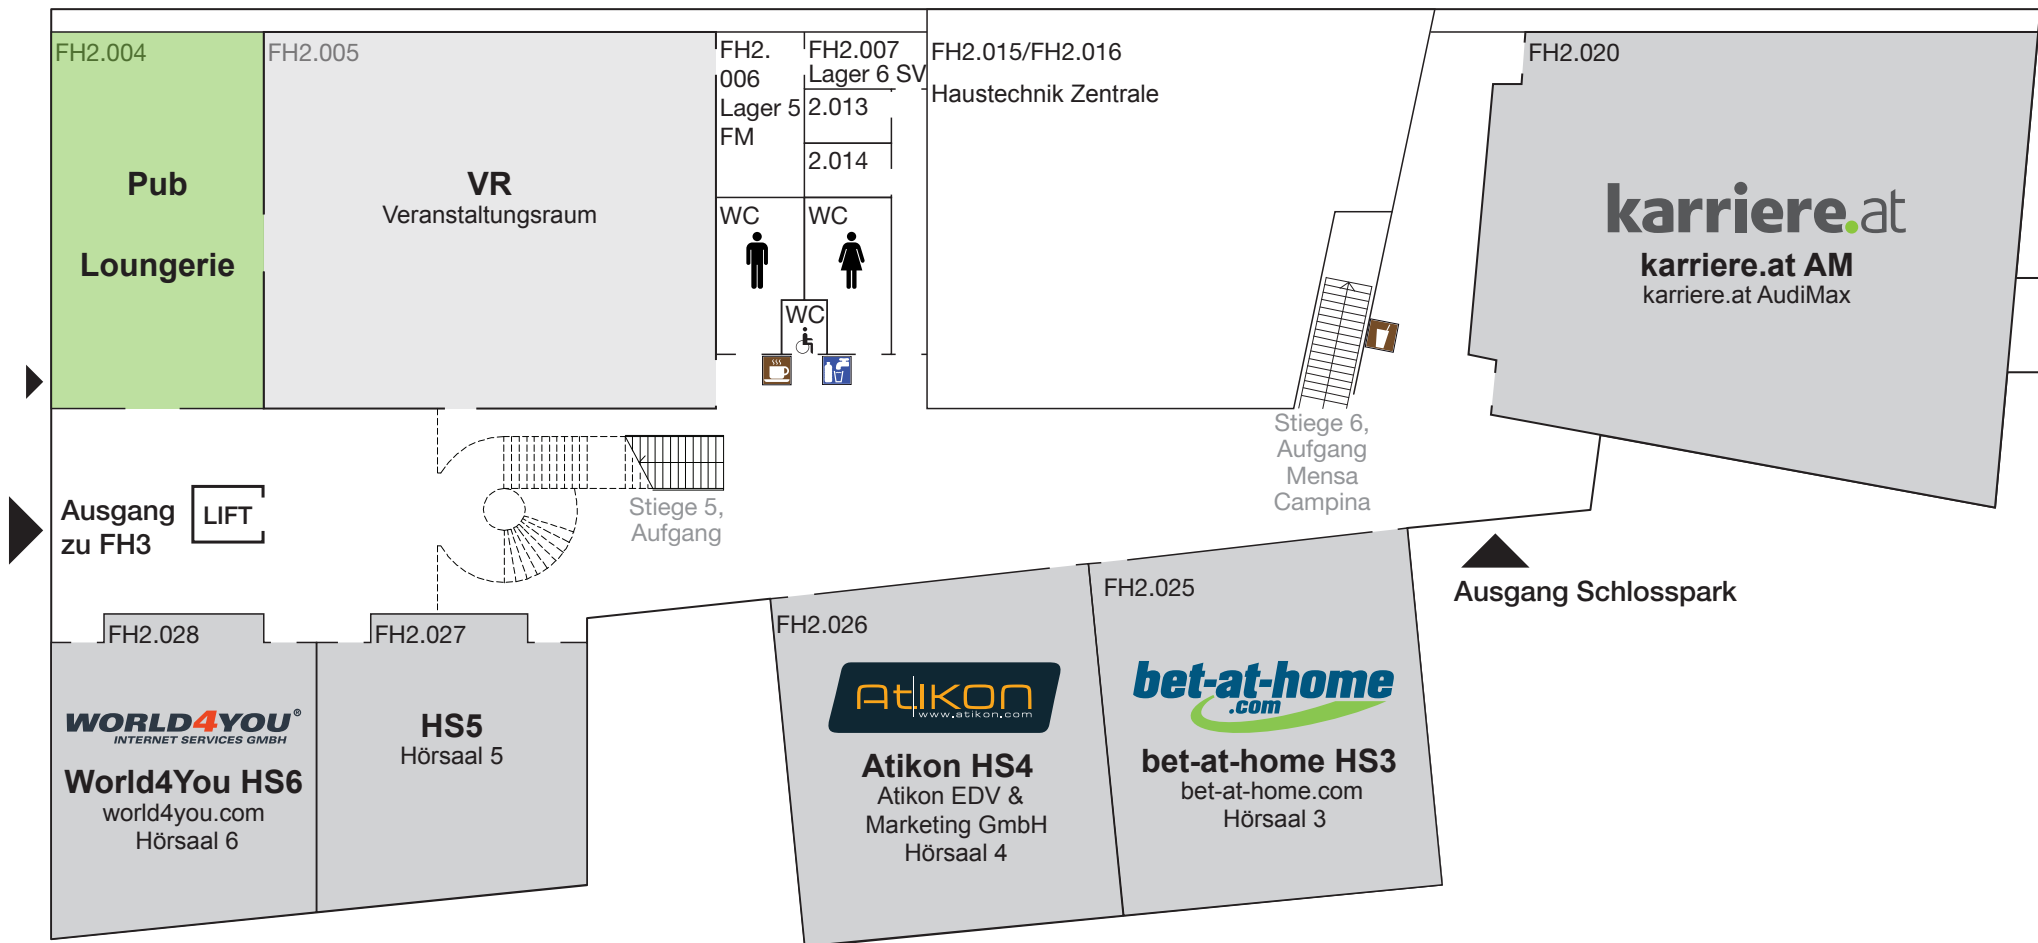 FH2.004
Pub
Loungerie
FH2.005
VR
Veranstaltungsraum
FH2.
006
Lager 5
FM
FH2.007
Lager 6 SV
2.013
2.014
WC
WC
WC
FH2.015/FH2.016
Haustechnik Zentrale
FH2.020
karriere.at
karriere.at AM
karriere.at AudiMax
Stiege 6,
Aufgang
Mensa
Campina
Stiege 5,
Aufgang
Ausgang
zu FH3
LIFT
Ausgang Schlosspark
FH2.028
WORLD4YOU®
INTERNET SERVICES GMBH
World4You HS6
world4you.com
Hörsaal 6
FH2.027
HS5
Hörsaal 5
FH2.026
AtIKON
www.atikon.com
Atikon HS4
Atikon EDV &
Marketing GmbH
Hörsaal 4
FH2.025
bet-at-home
.com
bet-at-home HS3
bet-at-home.com
Hörsaal 3